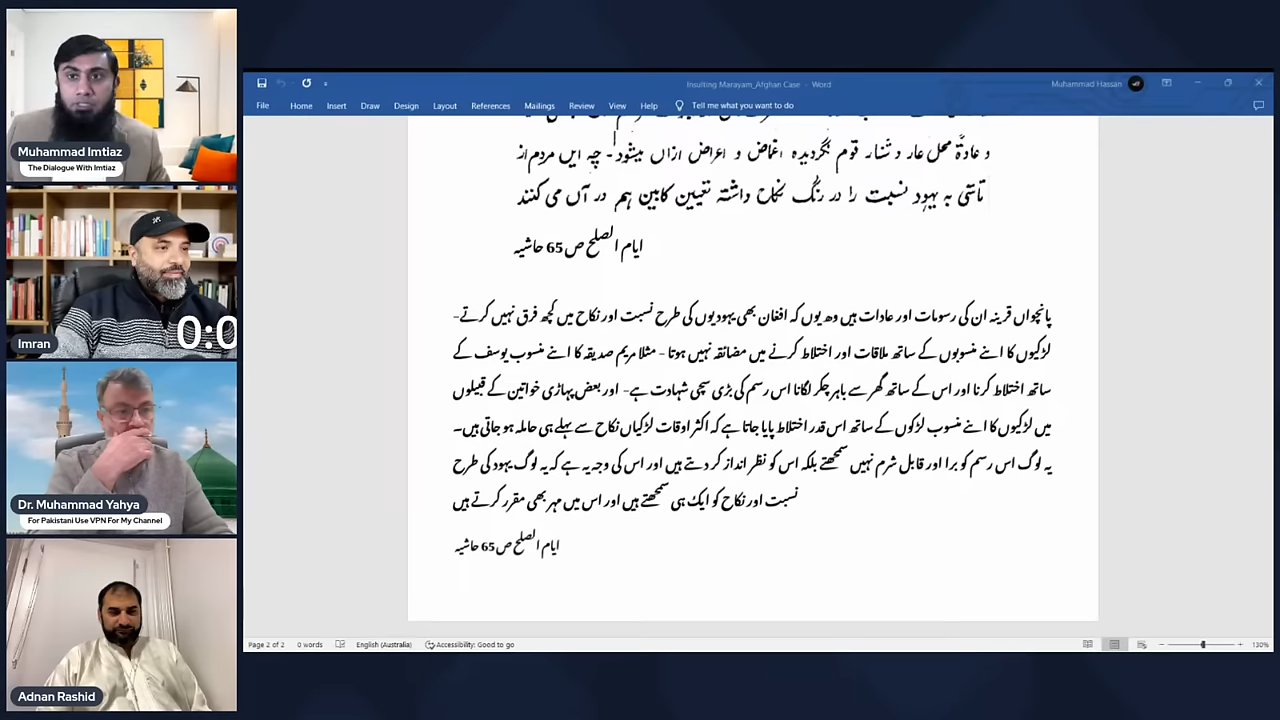 Insulting Marayam_Afghan Case - Word
Muhammad Hassan
File Home Insert Draw Design Layout References Mailings Review View Help Tell me what you want to do
و عادۃً محل عار و شنار قوم نگردیدہ اغماض و اعراض ازاں میشود۔ چہ ایں مردم از
تاتی بہ یہود نسبت را در رنگ نکاح داشتہ تعیین کابین ہم در آں می کنند
ایام الصلح ص 65 حاشیہ
پانچواں قرینہ ان کی رسومات اور عادات ہیں وہ یوں کہ افغان بھی یہودیوں کی طرح نسبت اور نکاح میں کچھ فرق نہیں کرتے-
لڑکیوں کا اپنے منسوبوں کے ساتھ ملاقات اور اختلاط کرنے میں مضائقہ نہیں ہوتا - مثلا مریم صدیقہ کا اپنے منسوب یوسف کے
ساتھ اختلاط کرنا اور اس کے ساتھ گھر سے باہر چکر لگانا اس رسم کی بڑی سچی شہادت ہے- اور بعض پہاڑی خواتین کے قبیلوں
میں لڑکیوں کا اپنے منسوب لڑکوں کے ساتھ اس قدر اختلاط پایا جاتا ہے کہ اکثر اوقات لڑکیاں نکاح سے پہلے ہی حاملہ ہو جاتی ہیں۔
یہ لوگ اس رسم کو برا اور قابل شرم نہیں سمجھتے بلکہ اس کو نظر انداز کر دتے ہیں اور اس کی وجہ یہ ہے کہ یہ لوگ یہود کی طرح
نسبت اور نکاح کو ایک ہی سمجھتے ہیں اور اس میں مہر بھی مقرر کرتے ہیں
ایام الصلح ص 65 حاشیہ
Page 2 of 2 0 words English (Australia) Accessibility: Good to go 130%
Muhammad Imtiaz
The Dialogue With Imtiaz
0:0
Imran
Dr. Muhammad Yahya
For Pakistani Use VPN For My Channel
Adnan Rashid